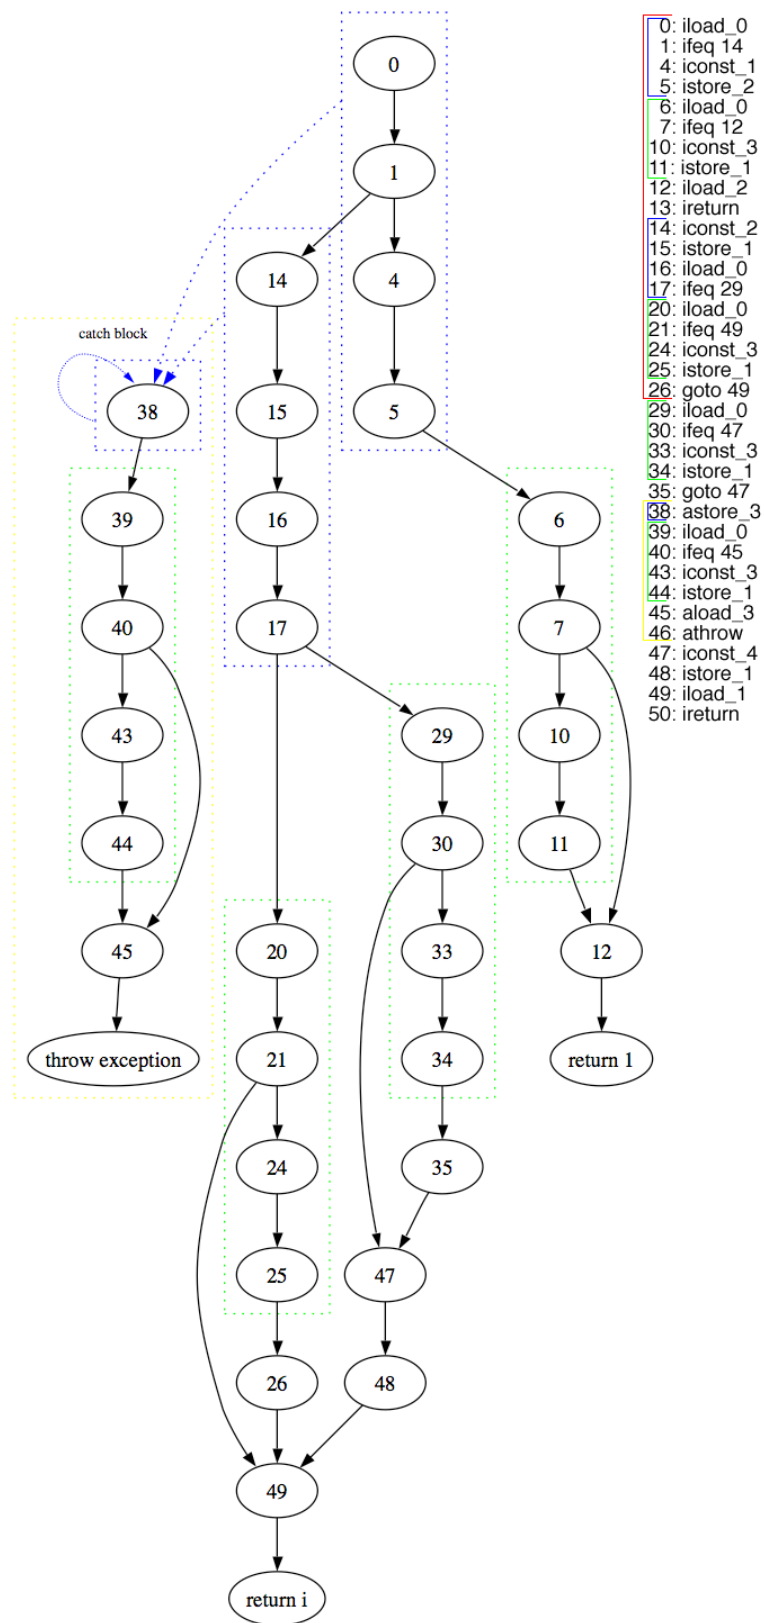 0
1
14
4
catch block
38
15
5
39
16
6
40
17
7
43
29
10
44
30
11
45
20
33
12
throw exception
21
34
return 1
24
35
25
47
26
48
49
return i
0: iload_0
1: ifeq 14
4: iconst_1
5: istore_2
6: iload_0
7: ifeq 12
10: iconst_3
11: istore_1
12: iload_2
13: ireturn
14: iconst_2
15: istore_1
16: iload_0
17: ifeq 29
20: iload_0
21: ifeq 49
24: iconst_3
25: istore_1
26: goto 49
29: iload_0
30: ifeq 47
33: iconst_3
34: istore_1
35: goto 47
38: astore_3
39: iload_0
40: ifeq 45
43: iconst_3
44: istore_1
45: aload_3
46: athrow
47: iconst_4
48: istore_1
49: iload_1
50: ireturn